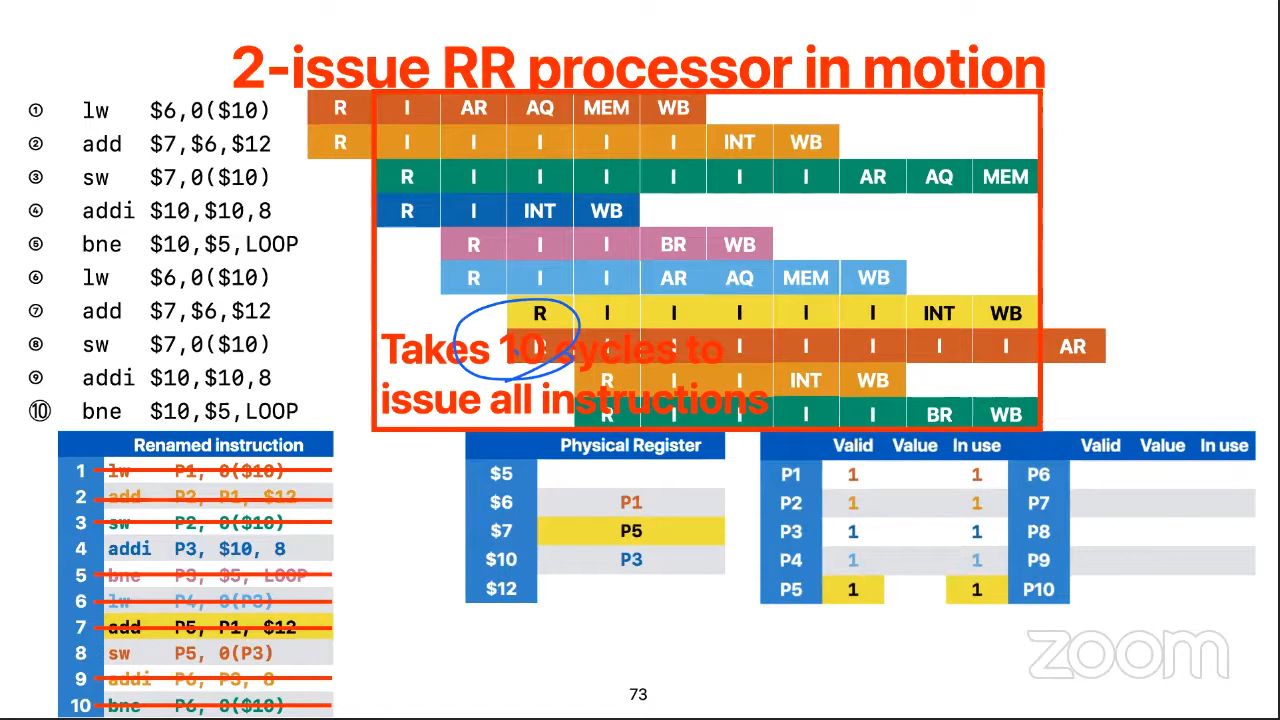 2-issue RR processor in motion
① lw $6,0($10) R I AR AQ MEM WB
② add $7,$6,$12 R I I I I I INT WB
③ sw $7,0($10) R I I I I I I AR AQ MEM
④ addi $10,$10,8 R I INT WB
⑤ bne $10,$5,LOOP R I I BR WB
⑥ lw $6,0($10) R I I AR AQ MEM WB
⑦ add $7,$6,$12 R I I I I I INT WB
⑧ sw $7,0($10) I I I I I I I AR
⑨ addi $10,$10,8 R I I INT WB
⑩ bne $10,$5,LOOP R I I I I BR WB
Takes 10 cycles to
issue all instructions
Renamed instruction
1 lw P1, 0($10)
2 add P2, P1, $12
3 sw P2, 0($10)
4 addi P3, $10, 8
5 bne P3, $5, LOOP
6 lw P4, 0(P3)
7 add P5, P1, $12
8 sw P5, 0(P3)
9 addi P6, P3, 8
10 bne P6, 0($10)
Physical Register
$5
$6 P1
$7 P5
$10 P3
$12
Valid Value In use Valid Value In use
P1 1 1 P6
P2 1 1 P7
P3 1 1 P8
P4 1 1 P9
P5 1 1 P10
zoom
73